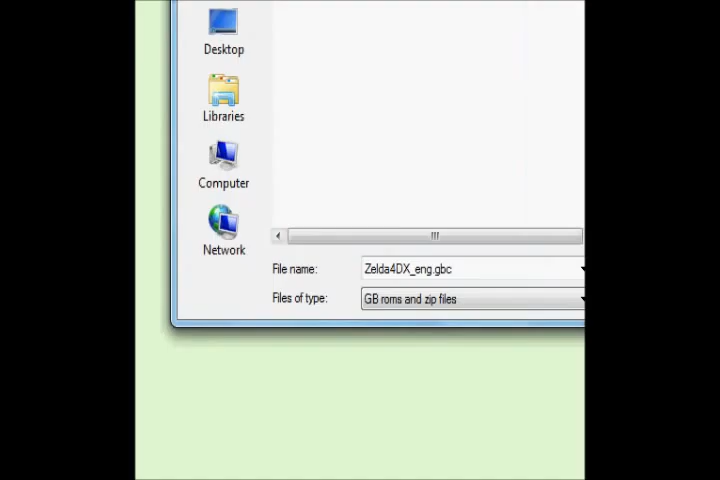 Desktop
Libraries
Computer
Network
File name:
Zelda4DX_eng.gbc
Files of type:
GB roms and zip files